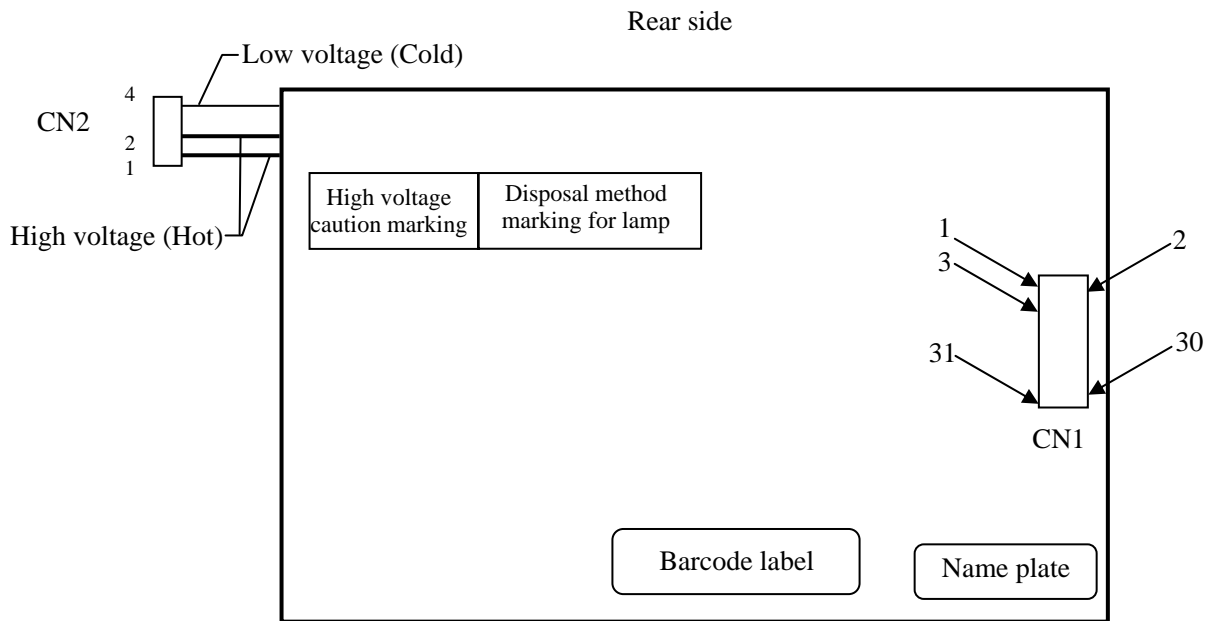 Rear side
Low voltage (Cold)
4
CN2
2
1
High voltage (Hot)
High voltage
caution marking
Disposal method
marking for lamp
1
2
3
31
30
CN1
Barcode label
Name plate